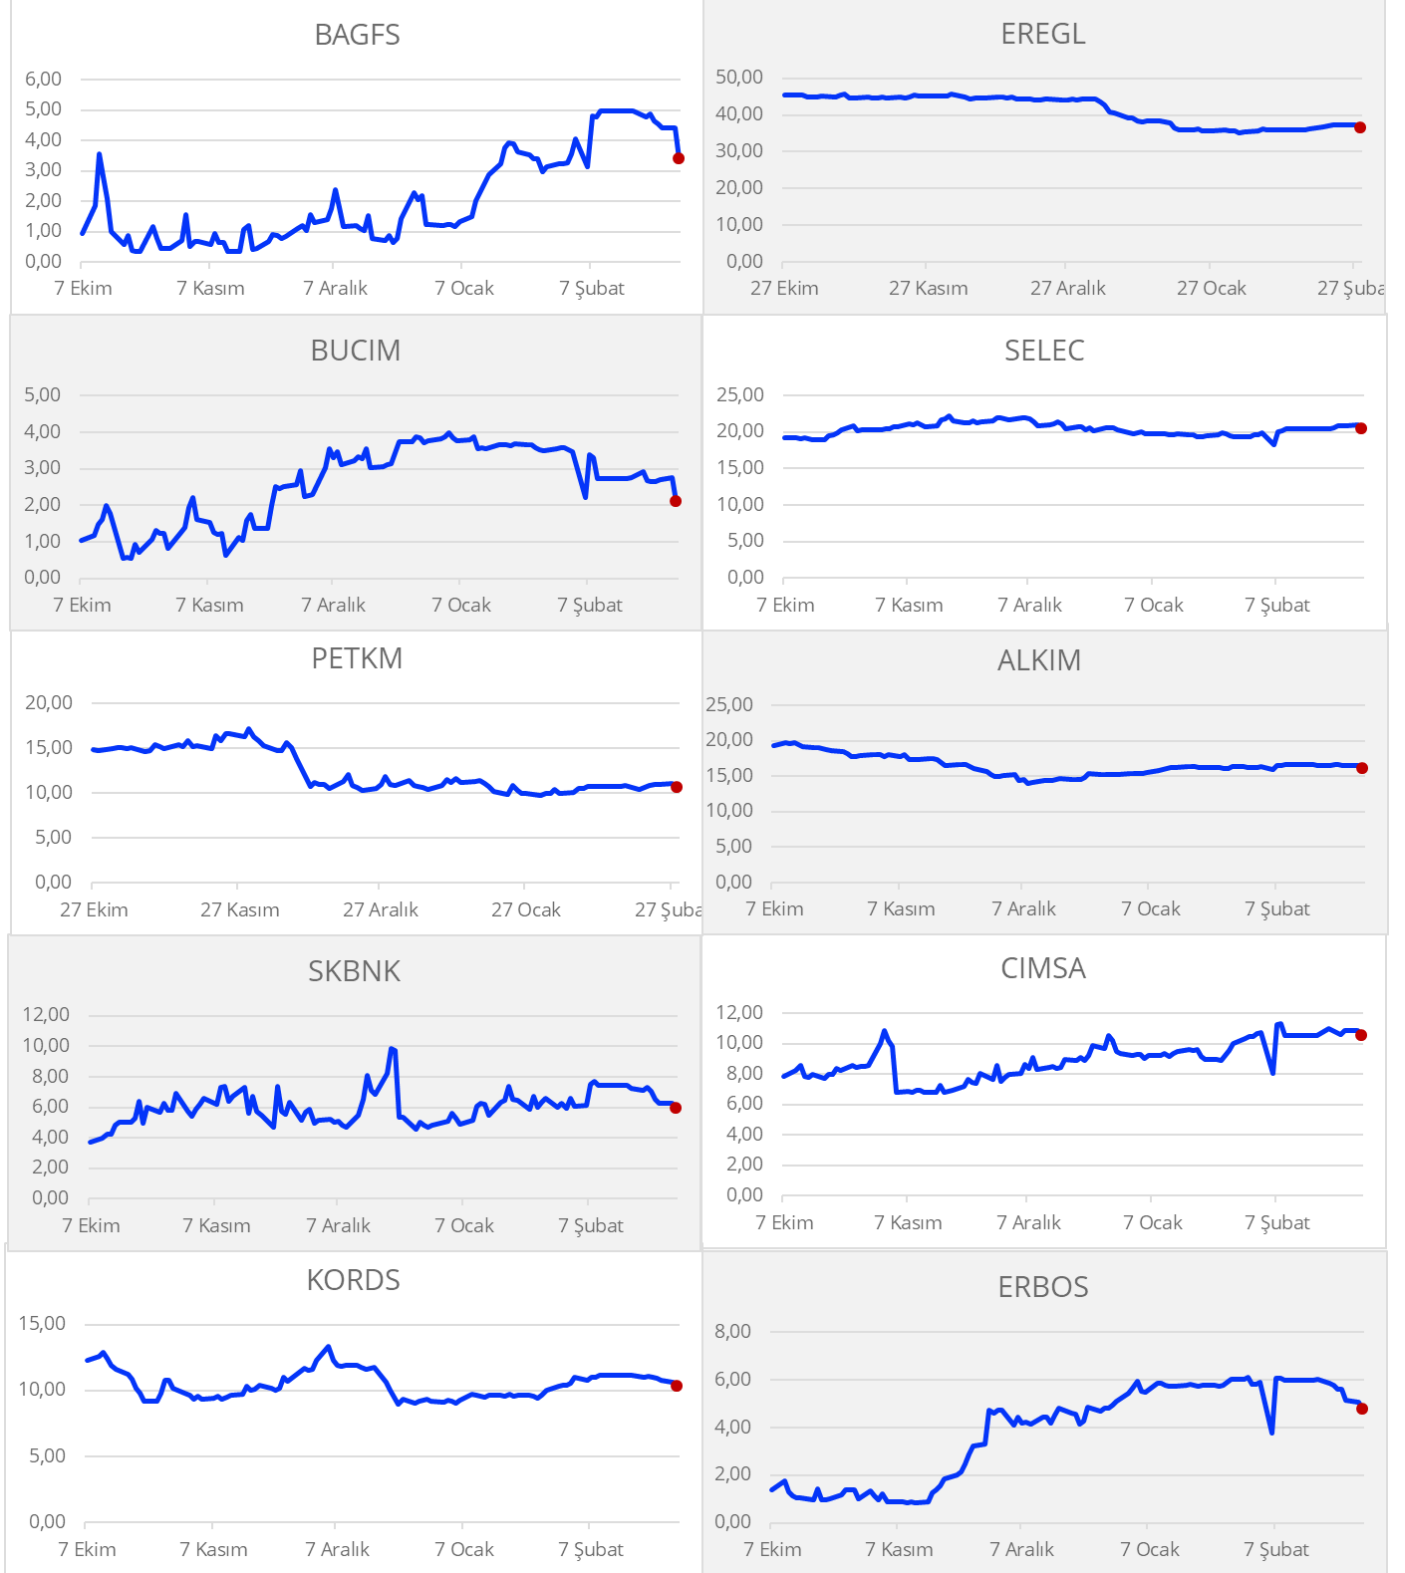 BAGFS
6,00
5,00
4,00
3,00
2,00
1,00
0,00
7 Ekim 7 Kasım 7 Aralık 7 Ocak 7 Şubat
EREGL
50,00
40,00
30,00
20,00
10,00
0,00
27 Ekim 27 Kasım 27 Aralık 27 Ocak 27 Şuba
BUCIM
5,00
4,00
3,00
2,00
1,00
0,00
7 Ekim 7 Kasım 7 Aralık 7 Ocak 7 Şubat
SELEC
25,00
20,00
15,00
10,00
5,00
0,00
7 Ekim 7 Kasım 7 Aralık 7 Ocak 7 Şubat
PETKM
20,00
15,00
10,00
5,00
0,00
27 Ekim 27 Kasım 27 Aralık 27 Ocak 27 Şuba
ALKIM
25,00
20,00
15,00
10,00
5,00
0,00
7 Ekim 7 Kasım 7 Aralık 7 Ocak 7 Şubat
SKBNK
12,00
10,00
8,00
6,00
4,00
2,00
0,00
7 Ekim 7 Kasım 7 Aralık 7 Ocak 7 Şubat
CIMSA
12,00
10,00
8,00
6,00
4,00
2,00
0,00
7 Ekim 7 Kasım 7 Aralık 7 Ocak 7 Şubat
KORDS
15,00
10,00
5,00
0,00
7 Ekim 7 Kasım 7 Aralık 7 Ocak 7 Şubat
ERBOS
8,00
6,00
4,00
2,00
0,00
7 Ekim 7 Kasım 7 Aralık 7 Ocak 7 Şubat